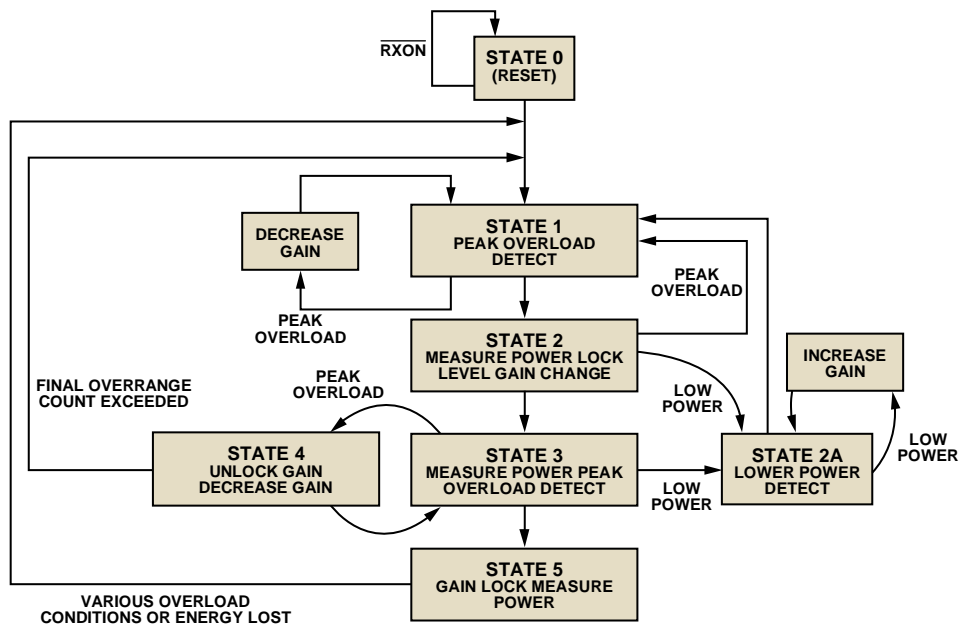 RXON
STATE 0
(RESET)
DECREASE
GAIN
STATE 1
PEAK OVERLOAD
DETECT
PEAK
OVERLOAD
PEAK
OVERLOAD
STATE 2
MEASURE POWER LOCK
LEVEL GAIN CHANGE
INCREASE
GAIN
FINAL OVERRANGE
COUNT EXCEEDED
PEAK
OVERLOAD
LOW
POWER
STATE 4
UNLOCK GAIN
DECREASE GAIN
STATE 3
MEASURE POWER PEAK
OVERLOAD DETECT
LOW
POWER
STATE 2A
LOWER POWER
DETECT
LOW
POWER
STATE 5
GAIN LOCK MEASURE
POWER
VARIOUS OVERLOAD
CONDITIONS OR ENERGY LOST